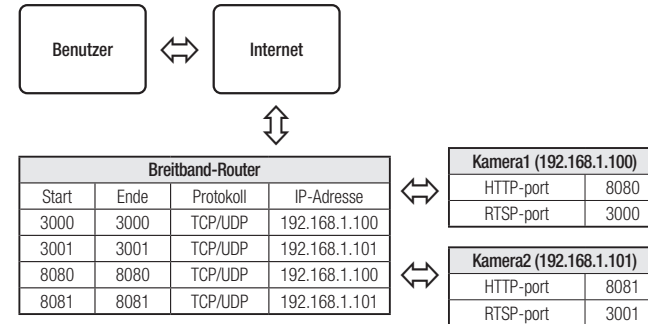 Benutzer
Internet
Breitband-Router
Start Ende Protokoll IP-Adresse
3000 3000 TCP/UDP 192.168.1.100
3001 3001 TCP/UDP 192.168.1.101
8080 8080 TCP/UDP 192.168.1.100
8081 8081 TCP/UDP 192.168.1.101
Kamera1 (192.168.1.100)
HTTP-port 8080
RTSP-port 3000
Kamera2 (192.168.1.101)
HTTP-port 8081
RTSP-port 3001